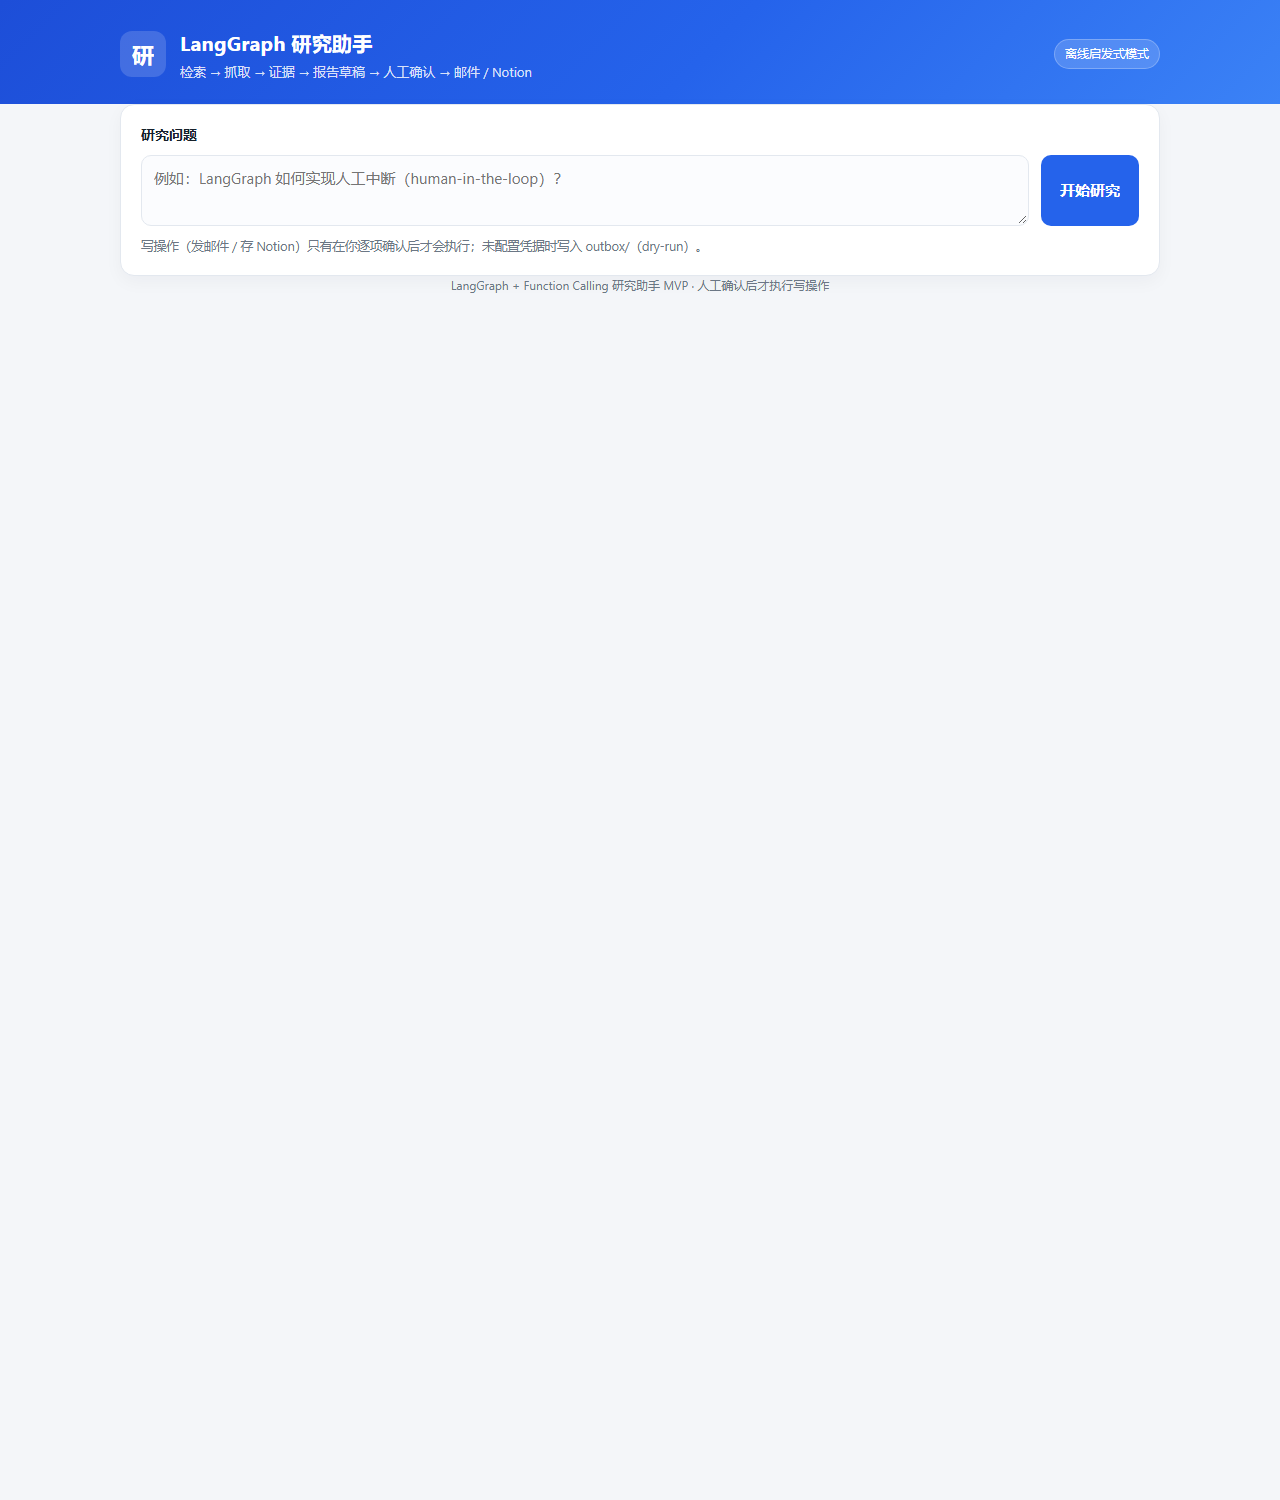 研
LangGraph 研究助手
检索 → 抓取 → 证据 → 报告草稿 → 人工确认 → 邮件 / Notion
离线启发式模式
研究问题
例如：LangGraph 如何实现人工中断（human-in-the-loop）？
开始研究
写操作（发邮件 / 存 Notion）只有在你逐项确认后才会执行；未配置凭据时写入 outbox/（dry-run）。
LangGraph + Function Calling 研究助手 MVP · 人工确认后才执行写操作